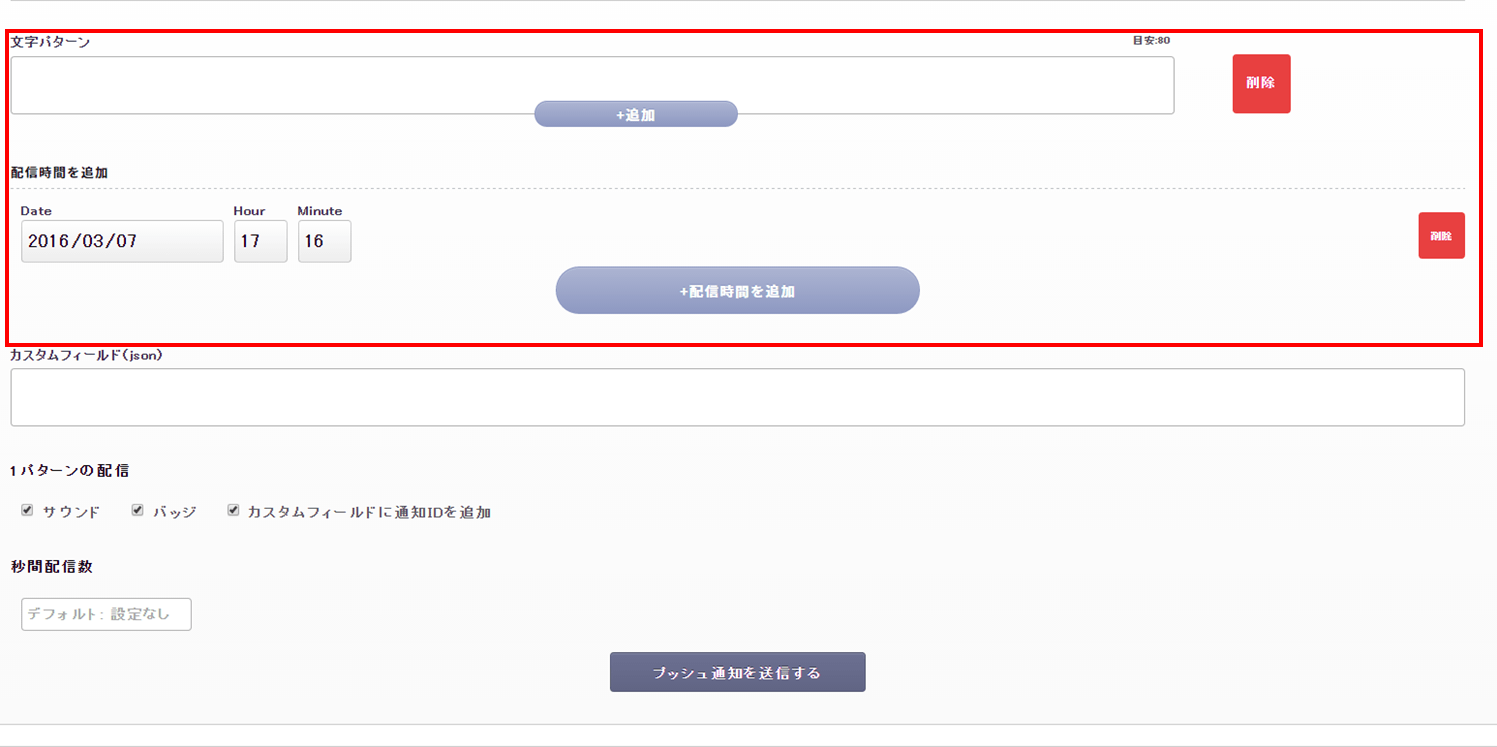 文字パターン 目安:80
削除
+追加
配信時間を追加
Date Hour Minute
2016/03/07 17 16
削除
+配信時間を追加
カスタムフィールド(json)
1パターンの配信
サウンド バッジ カスタムフィールドに通知IDを追加
秒間配信数
デフォルト: 設定なし
プッシュ通知を送信する